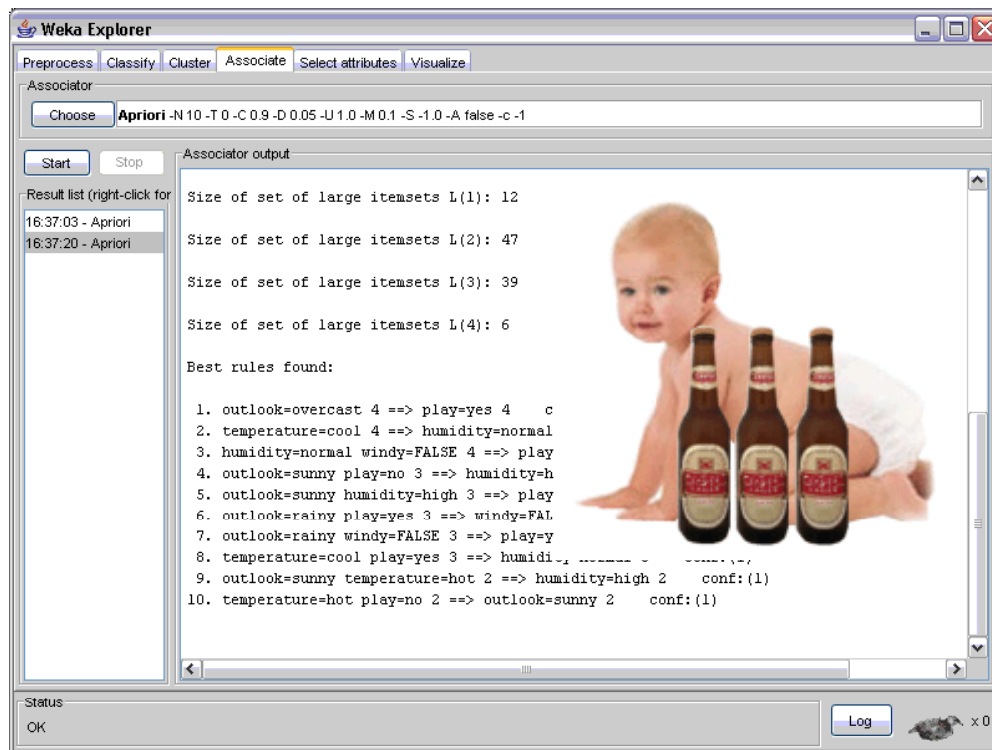 Weka Explorer
Preprocess Classify Cluster Associate Select attributes Visualize
Associator
Choose Apriori -N 10 -T 0 -C 0.9 -D 0.05 -U 1.0 -M 0.1 -S -1.0 -A false -c -1
Start Stop
Result list (right-click for
16:37:03 - Apriori
16:37:20 - Apriori
Associator output
Size of set of large itemsets L(1): 12
Size of set of large itemsets L(2): 47
Size of set of large itemsets L(3): 39
Size of set of large itemsets L(4): 6
Best rules found:
1. outlook=overcast 4 ==> play=yes 4 c
2. temperature=cool 4 ==> humidity=normal
3. humidity=normal windy=FALSE 4 ==> play
4. outlook=sunny play=no 3 ==> humidity=h
5. outlook=sunny humidity=high 3 ==> play
6. outlook=rainy play=yes 3 ==> windy=FAL
7. outlook=rainy windy=FALSE 3 ==> play=y
8. temperature=cool play=yes 3 ==> humidity=normal 3 conf:(1)
9. outlook=sunny temperature=hot 2 ==> humidity=high 2 conf:(1)
10. temperature=hot play=no 2 ==> outlook=sunny 2 conf:(1)
Status
OK
Log
x 0